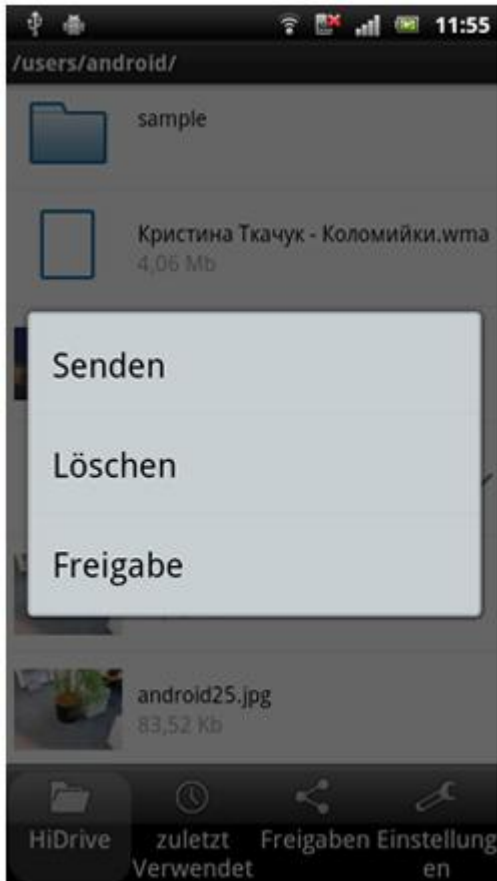 11:55
/users/android/
sample
Кристина Ткачук - Коломийки.wma
4,06 Mb
Senden
Löschen
Freigabe
android25.jpg
83,52 Kb
HiDrive
zuletzt
Verwendet
Freigaben
Einstellung
en